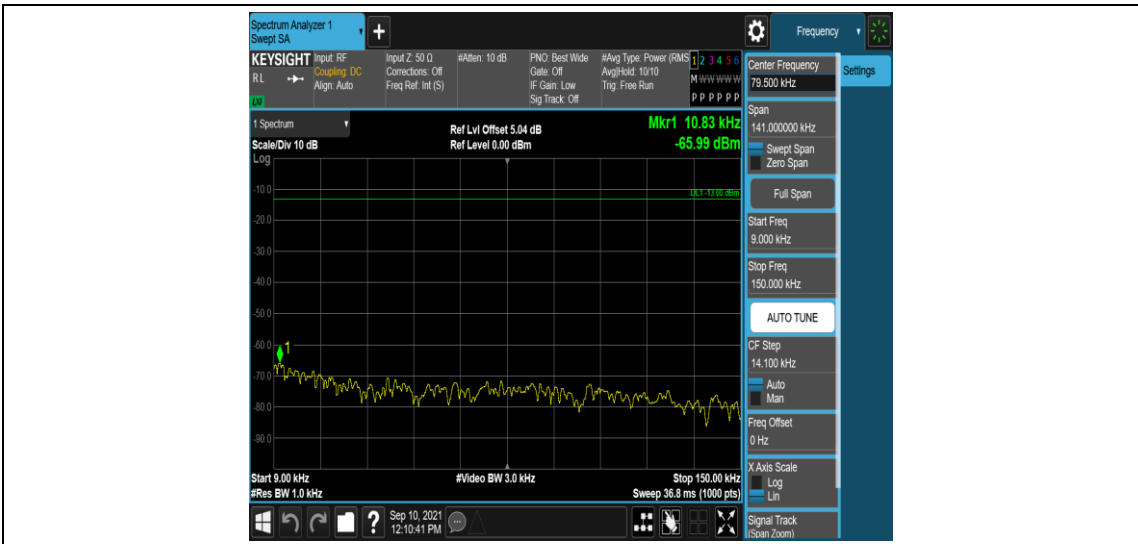 Spectrum Analyzer 1
Swept SA
Frequency
KEYSIGHT
RL
LXI
Input: RF
Coupling: DC
Align: Auto
Input Z: 50 Ω
Corrections: Off
Freq Ref: Int (S)
#Atten: 10 dB
PNO: Best Wide
Gate: Off
IF Gain: Low
Sig Track: Off
#Avg Type: Power (RMS
Avg|Hold: 10/10
Trig: Free Run
1 2 3 4 5 6
M W W W W W
P P P P P P
Center Frequency
79.500 kHz
Settings
Span
141.000000 kHz
Swept Span
Zero Span
Full Span
Start Freq
9.000 kHz
Stop Freq
150.000 kHz
AUTO TUNE
CF Step
14.100 kHz
Auto
Man
Freq Offset
0 Hz
X Axis Scale
Log
Lin
Signal Track
(Span Zoom)
1 Spectrum
Scale/Div 10 dB
Log
Ref Lvl Offset 5.04 dB
Ref Level 0.00 dBm
Mkr1 10.83 kHz
-65.99 dBm
DL1 -13.00 dBm
-10.0
-20.0
-30.0
-40.0
-50.0
-60.0
1
-70.0
-80.0
-90.0
Start 9.00 kHz
#Res BW 1.0 kHz
#Video BW 3.0 kHz
Stop 150.00 kHz
Sweep 36.8 ms (1000 pts)
?
Sep 10, 2021
12:10:41 PM